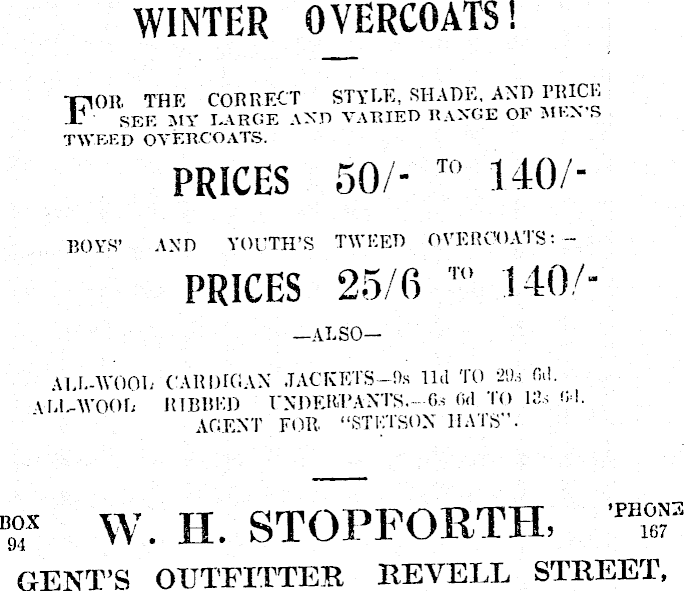 WINTER OVERCOATS!
FOR THE CORRECT STYLE, SHADE, AND PRICE
SEE MY LARGE AND VARIED RANGE OF MEN'S
TWEED OVERCOATS.
PRICES 50/- TO 140/-
BOYS' AND YOUTH'S TWEED OVERCOATS:—
PRICES 25/6 TO 140/-
—ALSO—
ALL-WOOL CARDIGAN JACKETS—9s 11d TO 29s 6d.
ALL-WOOL RIBBED UNDERPANTS.—6s 6d TO 13s 6d.
AGENT FOR "STETSON HATS".
BOX 94 W. H. STOPFORTH, 'PHONE 167
GENT'S OUTFITTER REVELL STREET,